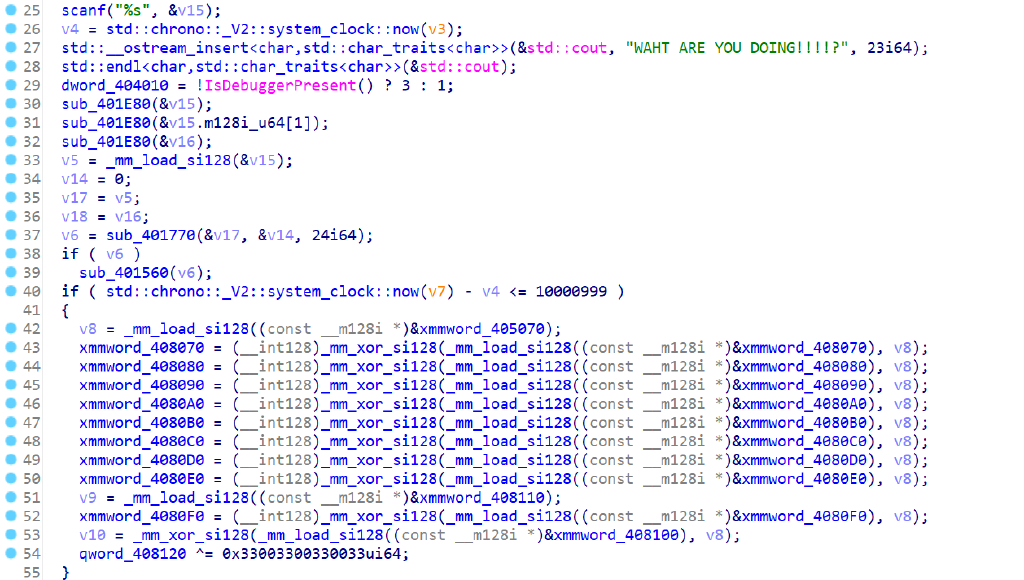 25 scanf("%s", &v15);
26 v4 = std::chrono::_V2::system_clock::now(v3);
27 std::__ostream_insert<char,std::char_traits<char>>(&std::cout, "WAHT ARE YOU DOING!!!!?", 23i64);
28 std::endl<char,std::char_traits<char>>(&std::cout);
29 dword_404010 = !IsDebuggerPresent() ? 3 : 1;
30 sub_401E80(&v15);
31 sub_401E80(&v15.m128i_u64[1]);
32 sub_401E80(&v16);
33 v5 = _mm_load_si128(&v15);
34 v14 = 0;
35 v17 = v5;
36 v18 = v16;
37 v6 = sub_401770(&v17, &v14, 24i64);
38 if ( v6 )
39 sub_401560(v6);
40 if ( std::chrono::_V2::system_clock::now(v7) - v4 <= 10000999 )
41 {
42 v8 = _mm_load_si128((const __m128i *)&xmmword_405070);
43 xmmword_408070 = (__int128)_mm_xor_si128(_mm_load_si128((const __m128i *)&xmmword_408070), v8);
44 xmmword_408080 = (__int128)_mm_xor_si128(_mm_load_si128((const __m128i *)&xmmword_408080), v8);
45 xmmword_408090 = (__int128)_mm_xor_si128(_mm_load_si128((const __m128i *)&xmmword_408090), v8);
46 xmmword_4080A0 = (__int128)_mm_xor_si128(_mm_load_si128((const __m128i *)&xmmword_4080A0), v8);
47 xmmword_4080B0 = (__int128)_mm_xor_si128(_mm_load_si128((const __m128i *)&xmmword_4080B0), v8);
48 xmmword_4080C0 = (__int128)_mm_xor_si128(_mm_load_si128((const __m128i *)&xmmword_4080C0), v8);
49 xmmword_4080D0 = (__int128)_mm_xor_si128(_mm_load_si128((const __m128i *)&xmmword_4080D0), v8);
50 xmmword_4080E0 = (__int128)_mm_xor_si128(_mm_load_si128((const __m128i *)&xmmword_4080E0), v8);
51 v9 = _mm_load_si128((const __m128i *)&xmmword_408110);
52 xmmword_4080F0 = (__int128)_mm_xor_si128(_mm_load_si128((const __m128i *)&xmmword_4080F0), v8);
53 v10 = _mm_xor_si128(_mm_load_si128((const __m128i *)&xmmword_408100), v8);
54 qword_408120 ^= 0x33003300330033ui64;
55 }